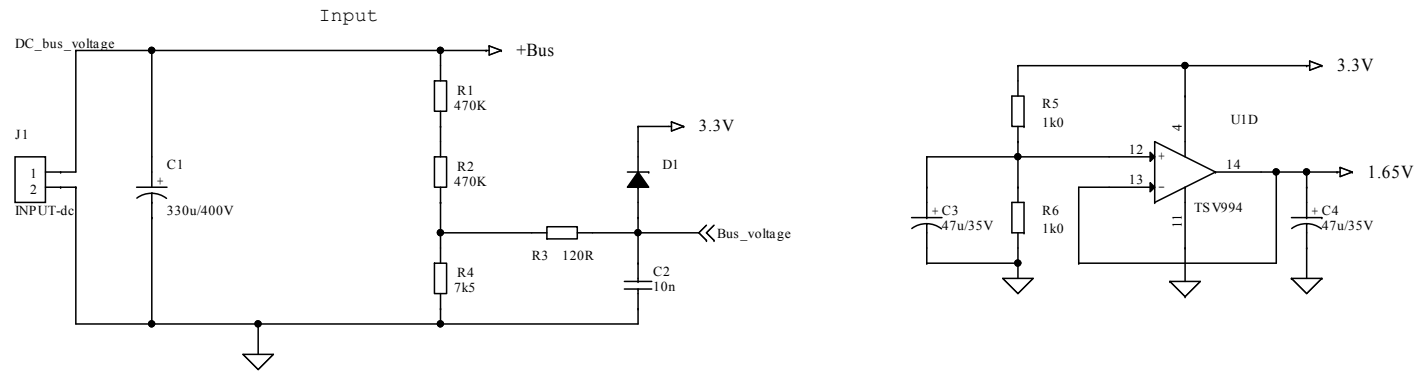 Input
DC_bus_voltage
+Bus
R1
470K
J1
1
2
INPUT-dc
C1
+
330u/400V
R2
470K
3.3V
D1
R3 120R
Bus_voltage
R4
7k5
C2
10n
3.3V
R5
1k0
4
U1D
12
+
13
-
14
1.65V
TSV994
11
+
C3
47u/35V
R6
1k0
+
C4
47u/35V